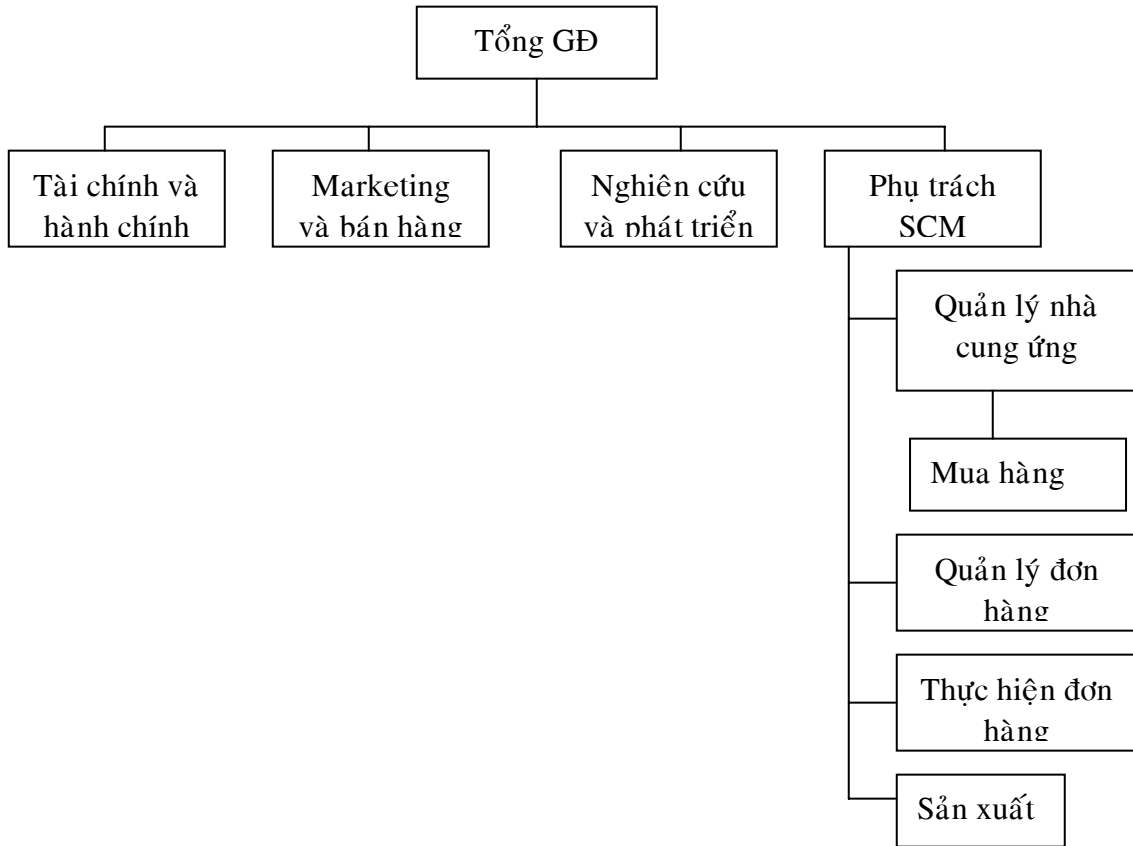 Tổng GĐ
Tài chính và
hành chính
Marketing
và bán hàng
Nghiên cứu
và phát triển
Phụ trách
SCM
Quản lý nhà
cung ứng
Mua hàng
Quản lý đơn
hàng
Thực hiện đơn
hàng
Sản xuất